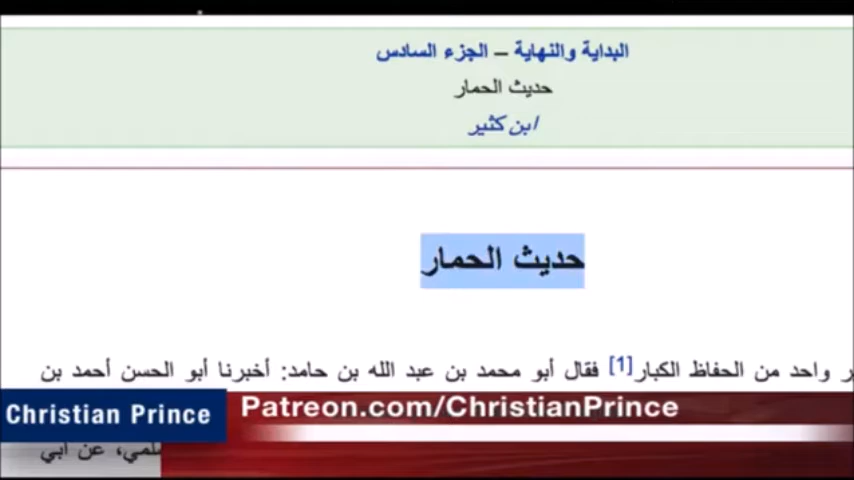 البداية والنهاية – الجزء السادس
حديث الحمار
ابن كثير
حديث الحمار
واحد من الحفاظ الكبار[1] فقال أبو محمد بن عبد الله بن حامد: أخبرنا أبو الحسن أحمد بن
Christian Prince
Patreon.com/ChristianPrince
عن أبي